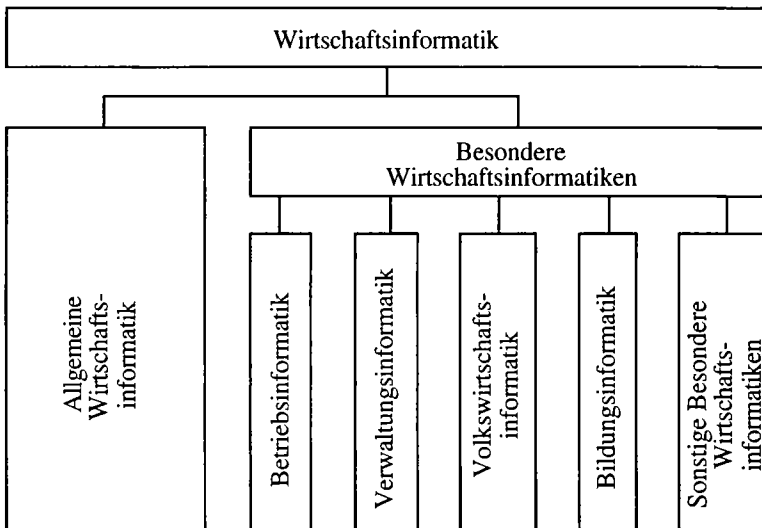 Wirtschaftsinformatik
Besondere
Wirtschaftsinformatiken
Allgemeine
Wirtschafts-
informatik
Betriebsinformatik
Verwaltungsinformatik
Volkswirtschafts-
informatik
Bildungsinformatik
Sonstige Besondere
Wirtschafts-
informatiken